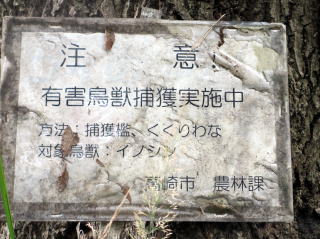 注 意!
有害鳥獣捕獲実施中
方法：捕獲檻、くくりわな
対象鳥獣：イノシシ
高崎市 農林課